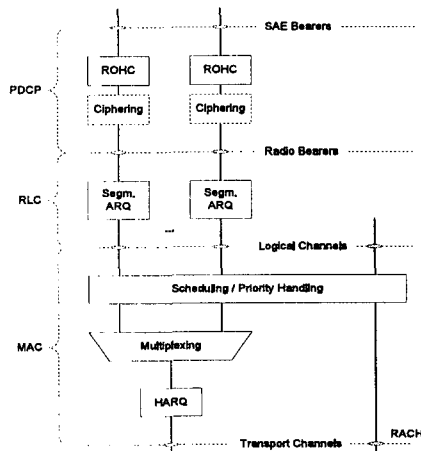 SAE Bearers
ROHC
ROHC
PDCP
Ciphering
Ciphering
Radio Bearers
RLC
Segm.
ARQ
Segm.
ARQ
Logical Channels
Scheduling / Priority Handling
MAC
Multiplexing
HARQ
RACH
Transport Channels